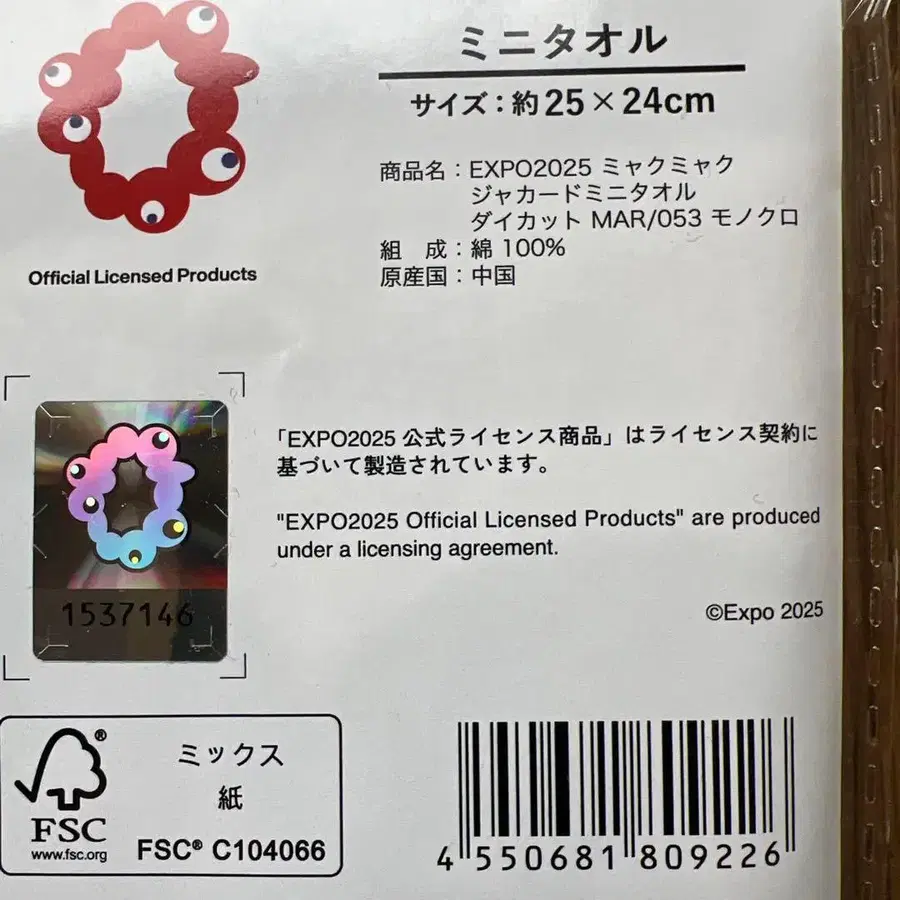 ミニタオル
サイズ：約25×24cm
商品名：EXPO2025 ミャクミャク
ジャカードミニタオル
ダイカット MAR/053 モノクロ
組　成：綿 100%
原産国：中国
Official Licensed Products
「EXPO2025 公式ライセンス商品」はライセンス契約に
基づいて製造されています。
"EXPO2025 Official Licensed Products" are produced
under a licensing agreement.
©Expo 2025
1537146
FSC
www.fsc.org
ミックス
紙
FSC® C104066
4 550681 809226